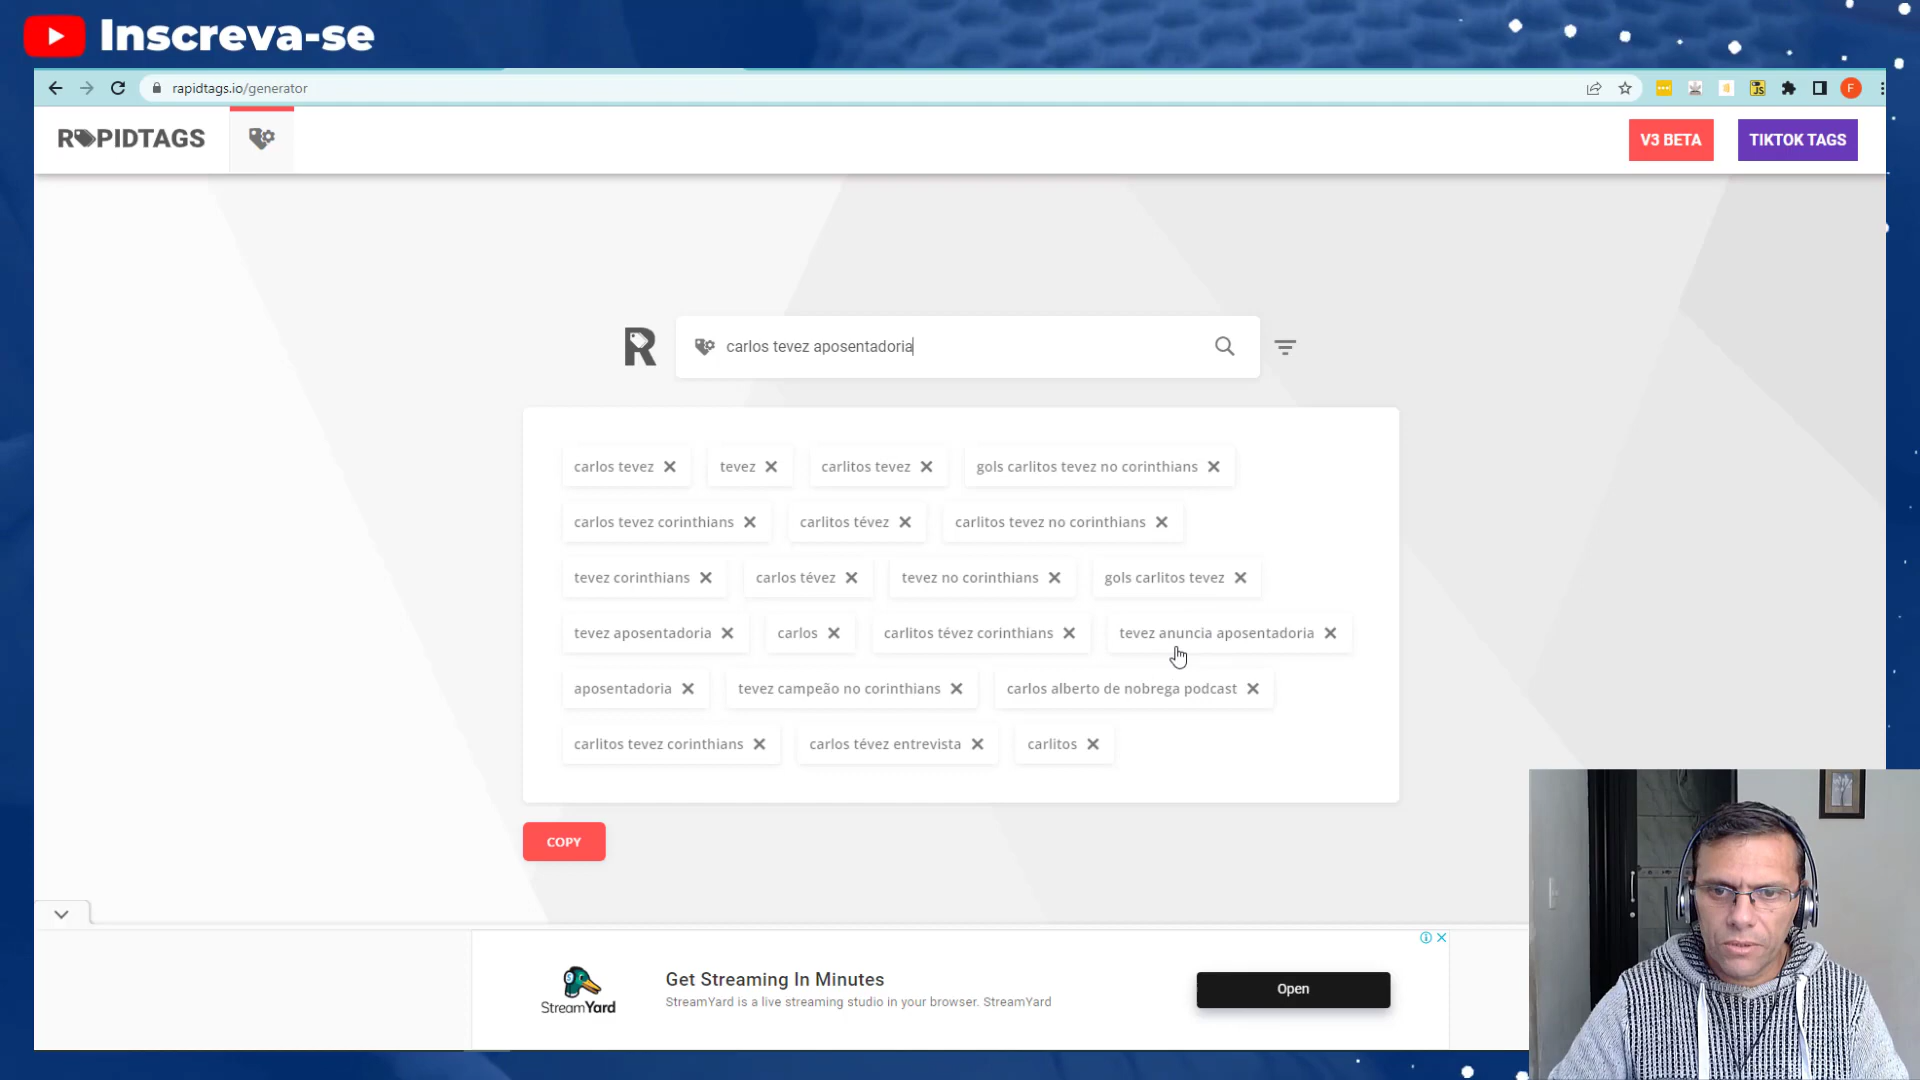 Inscreva-se
rapidtags.io/generator
JS
F
RAPIDTAGS
V3 BETA
TIKTOK TAGS
R
carlos tevez aposentadoria
carlos tevez
tevez
carlitos tevez
gols carlitos tevez no corinthians
carlos tevez corinthians
carlitos tévez
carlitos tevez no corinthians
tevez corinthians
carlos tévez
tevez no corinthians
gols carlitos tevez
tevez aposentadoria
carlos
carlitos tévez corinthians
tevez anuncia aposentadoria
aposentadoria
tevez campeão no corinthians
carlos alberto de nobrega podcast
carlitos tevez corinthians
carlos tévez entrevista
carlitos
COPY
StreamYard
Get Streaming In Minutes
StreamYard is a live streaming studio in your browser. StreamYard
Open